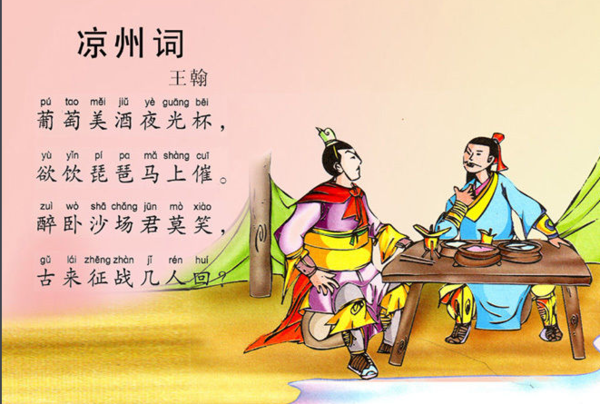 凉州词
王翰
pú tao měi jiǔ yè guāng bēi
葡萄美酒夜光杯，
yù yǐn pí pa mǎ shàng cuī
欲饮琵琶马上催。
zuì wò shā chǎng jūn mò xào
醉卧沙场君莫笑，
gǔ lái zhēng zhàn jǐ rén huí
古来征战几人回？